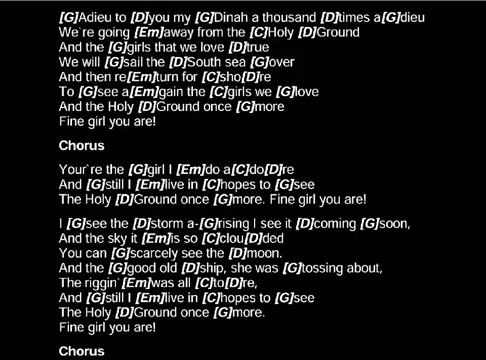 [G]Adieu to [D]you my [G]Dinah a thousand [D]times a[G]dieu
We`re going [Em]away from the [C]Holy [D]Ground
And the [G]girls that we love [D]true
We will [G]sail the [D]South sea [G]over
And then re[Em]turn for [C]sho[D]re
To [G]see a[Em]gain the [C]girls we [G]love
And the Holy [D]Ground once [G]more
Fine girl you are!
Chorus
Your`re the [G]girl I [Em]do a[C]do[D]re
And [G]still I [Em]live in [C]hopes to [G]see
The Holy [D]Ground once [G]more. Fine girl you are!
I [G]see the [D]storm a-[G]rising I see it [D]coming [G]soon,
And the sky it [Em]is so [C]clou[D]ded
You can [G]scarcely see the [D]moon.
And the [G]good old [D]ship, she was [G]tossing about,
The riggin` [Em]was all [C]to[D]re,
And [G]still I [Em]live in [C]hopes to [G]see
The Holy [D]Ground once [G]more.
Fine girl you are!
Chorus